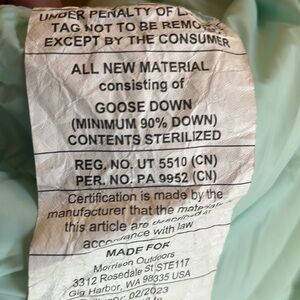 UNDER PENALTY OF
TAG NOT TO BE REMOVED
EXCEPT BY THE CONSUMER
ALL NEW MATERIAL
consisting of
GOOSE DOWN
(MINIMUM 90% DOWN)
CONTENTS STERILIZED
REG. NO. UT 5510 (CN)
PER. NO. PA 9952 (CN)
Certification is made by the
manufacturer that the materials
this article are described
accordance with law
MADE FOR
Morrison Outdoors
3312 Rosedale St STE117
Gig Harbor, WA 98335 USA
02/2023